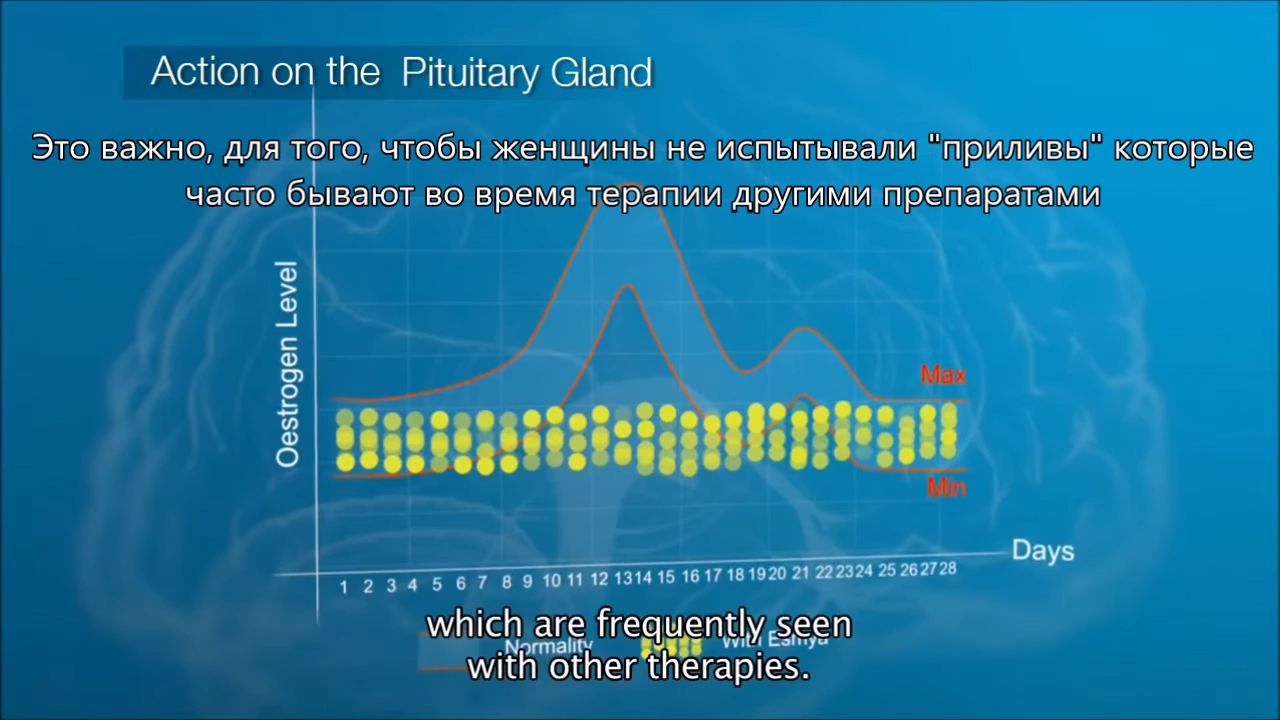 Action on the Pituitary Gland
Это важно, для того, чтобы женщины не испытывали "приливы" которые
часто бывают во время терапии другими препаратами
Oestrogen Level
Max
Min
Days
1 2 3 4 5 6 7 8 9 10 11 12 13 14 15 16 17 18 19 20 21 22 23 24 25 26 27 28
which are frequently seen
Normality With Esmya
with other therapies.